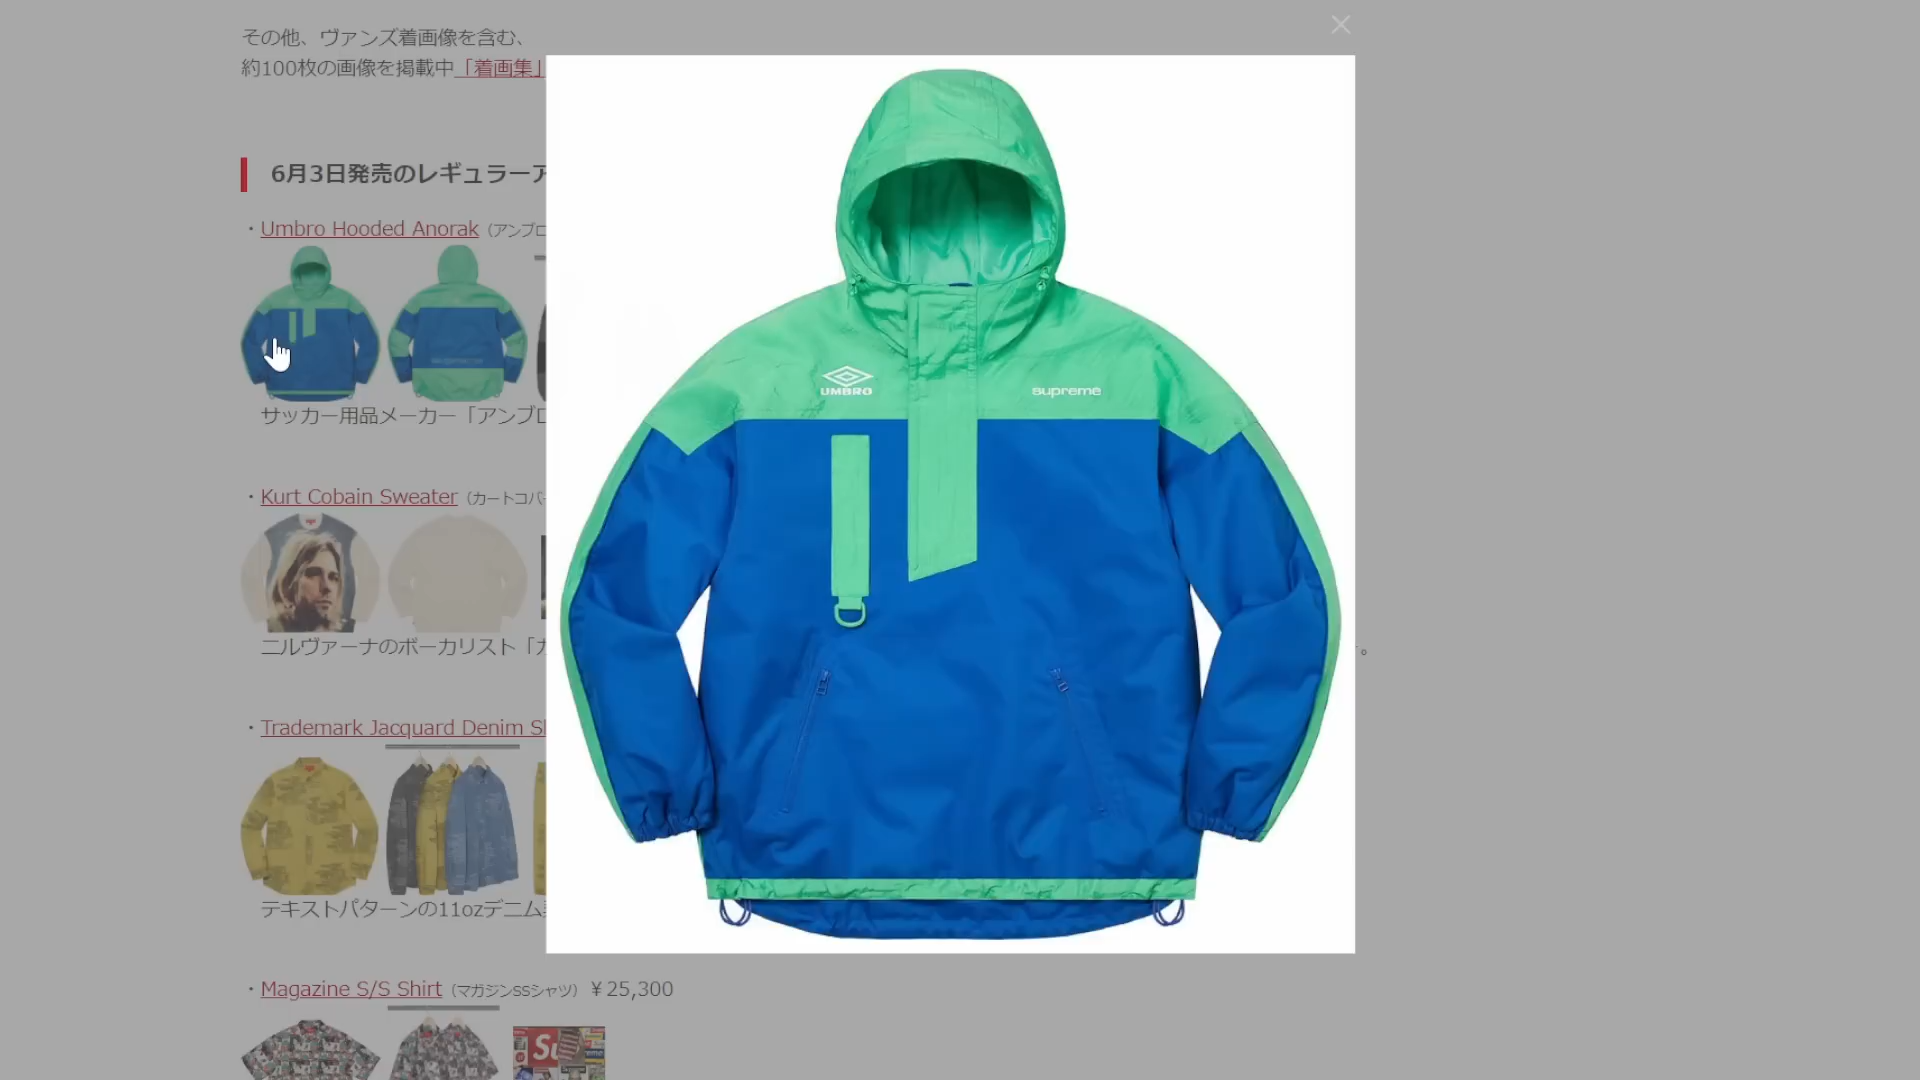 その他、ヴァンズ着画像を含む、
約100枚の画像を掲載中「着画集」
6月3日発売のレギュラーア
・Umbro Hooded Anorak（アンブロ
UMBRO
supreme
サッカー用品メーカー「アンブロ
・Kurt Cobain Sweater（カートコバ
ニルヴァーナのボーカリスト「カ
。
・Trademark Jacquard Denim S
テキストパターンの11ozデニム
・Magazine S/S Shirt（マガジンSSシャツ）￥25,300
Su